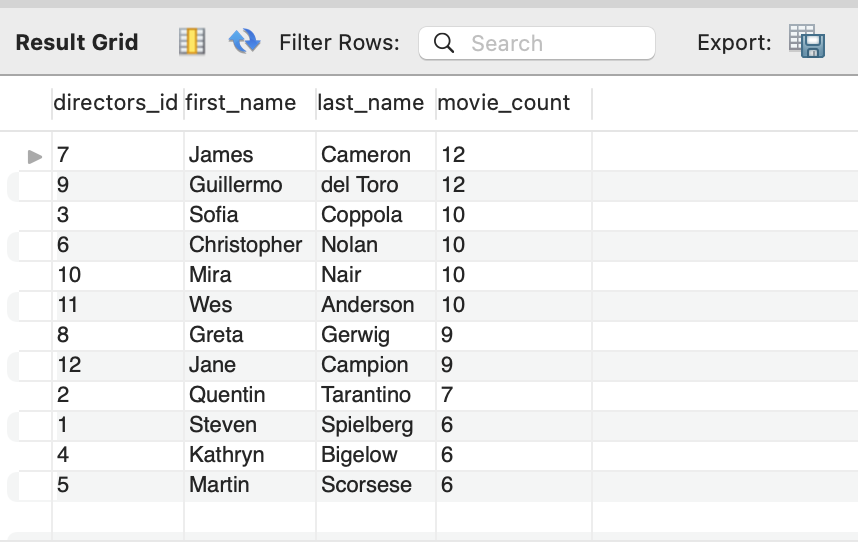 Result Grid Filter Rows: Search Export:
directors_id first_name last_name movie_count
7 James Cameron 12
9 Guillermo del Toro 12
3 Sofia Coppola 10
6 Christopher Nolan 10
10 Mira Nair 10
11 Wes Anderson 10
8 Greta Gerwig 9
12 Jane Campion 9
2 Quentin Tarantino 7
1 Steven Spielberg 6
4 Kathryn Bigelow 6
5 Martin Scorsese 6